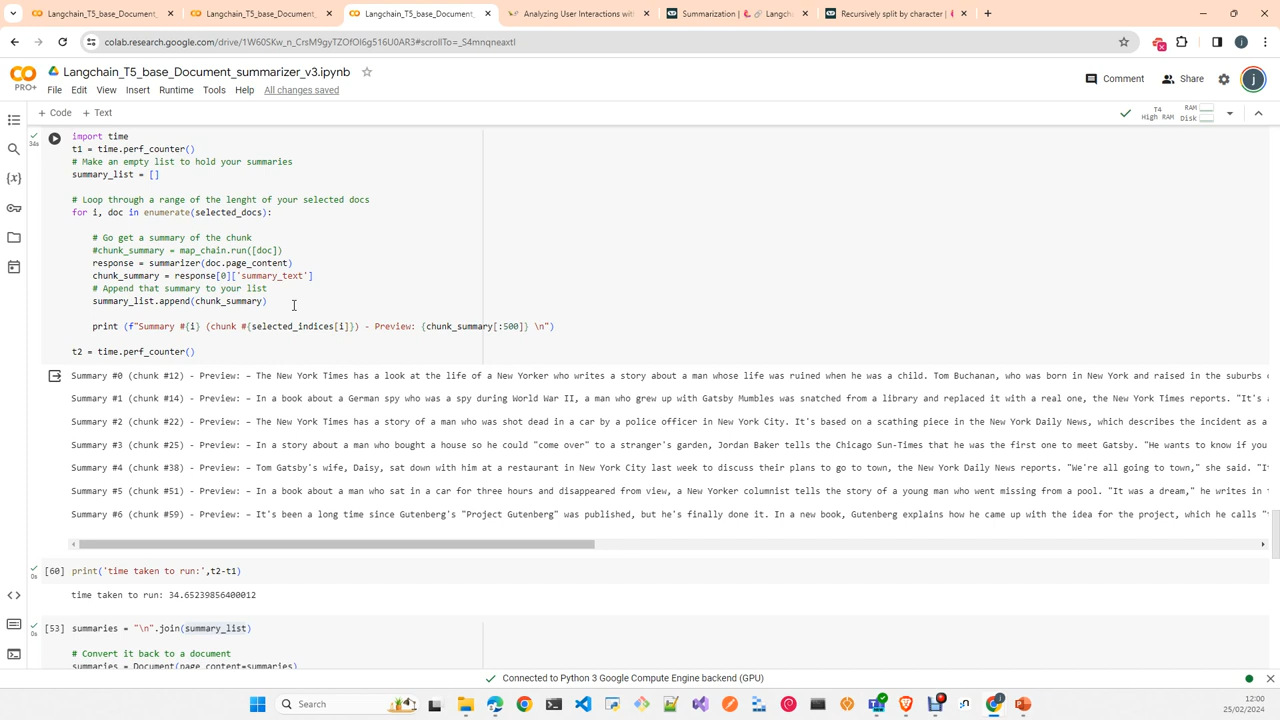 Langchain_T5_base_Document_
Langchain_T5_base_Document_
Langchain_T5_base_Document_
Analyzing User Interactions with
Summarization | Langcha
Recursively split by character |
colab.research.google.com/drive/1W60SKw_n_CrsM9gyTZOfOl6g516U0AR3#scrollTo=_S4mnqneaxtl
Langchain_T5_base_Document_summarizer_v3.ipynb
PRO+
File Edit View Insert Runtime Tools Help All changes saved
Comment Share
+ Code + Text
T4 High RAM
RAM
Disk
34s
import time
t1 = time.perf_counter()
# Make an empty list to hold your summaries
summary_list = []
# Loop through a range of the lenght of your selected docs
for i, doc in enumerate(selected_docs):
# Go get a summary of the chunk
#chunk_summary = map_chain.run([doc])
response = summarizer(doc.page_content)
chunk_summary = response[0]['summary_text']
# Append that summary to your list
summary_list.append(chunk_summary)
print (f"Summary #{i} (chunk #{selected_indices[i]}) - Preview: {chunk_summary[:500]} \n")
t2 = time.perf_counter()
Summary #0 (chunk #12) - Preview: – The New York Times has a look at the life of a New Yorker who writes a story about a man whose life was ruined when he was a child. Tom Buchanan, who was born in New York and raised in the suburbs
Summary #1 (chunk #14) - Preview: – In a book about a German spy who was a spy during World War II, a man who grew up with Gatsby Mumbles was snatched from a library and replaced it with a real one, the New York Times reports. "It's
Summary #2 (chunk #22) - Preview: – The New York Times has a story of a man who was shot dead in a car by a police officer in New York City. It's based on a scathing piece in the New York Daily News, which describes the incident as a
Summary #3 (chunk #25) - Preview: – In a story about a man who bought a house so he could "come over" to a stranger's garden, Jordan Baker tells the Chicago Sun-Times that he was the first one to meet Gatsby. "He wants to know if you
Summary #4 (chunk #38) - Preview: – Tom Gatsby's wife, Daisy, sat down with him at a restaurant in New York City last week to discuss their plans to go to town, the New York Daily News reports. "We're all going to town," she said. "I
Summary #5 (chunk #51) - Preview: – In a book about a man who sat in a car for three hours and disappeared from view, a New Yorker columnist tells the story of a young man who went missing from a pool. "It was a dream," he writes in
Summary #6 (chunk #59) - Preview: – It's been a long time since Gutenberg's "Project Gutenberg" was published, but he's finally done it. In a new book, Gutenberg explains how he came up with the idea for the project, which he calls "
[60] print('time taken to run:',t2-t1)
0s
time taken to run: 34.65239856400012
[53] summaries = "\n".join(summary_list)
0s
# Convert it back to a document
summaries = Document(page_content=summaries)
Connected to Python 3 Google Compute Engine backend (GPU)
Search
12:00
25/02/2024